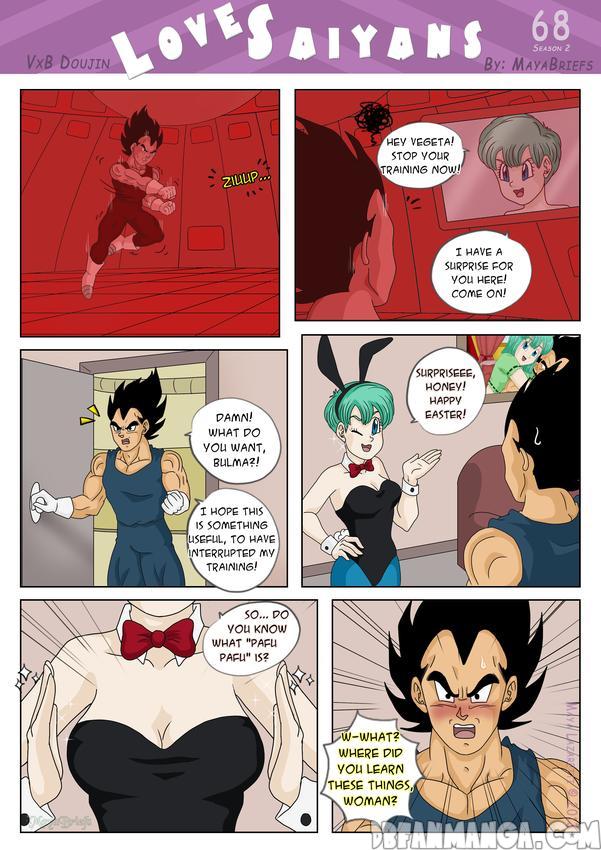 LOVE SAIYANS
68
SEASON 2
VXB DOUJIN
BY: MAYABRIEFS
ZIUUP...
HEY VEGETA!
STOP YOUR
TRAINING NOW!
I HAVE A
SURPRISE FOR
YOU HERE!
COME ON!
DAMN!
WHAT DO
YOU WANT,
BULMA?!
I HOPE THIS
IS SOMETHING
USEFUL, TO HAVE
INTERRUPTED MY
TRAINING!
SURPRISEEE,
HONEY!
HAPPY
EASTER!
SO... DO
YOU KNOW
WHAT "PAFU
PAFU" IS?
W-WHAT?
WHERE DID
YOU LEARN
THESE THINGS,
WOMAN?
MayaBriefs
DBFANMANGA.COM